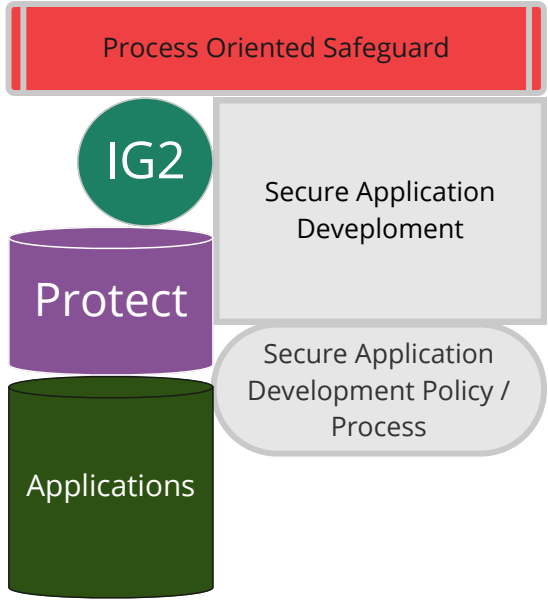 Process Oriented Safeguard
IG2
Secure Application
Deveploment
Protect
Secure Application
Development Policy /
Process
Applications